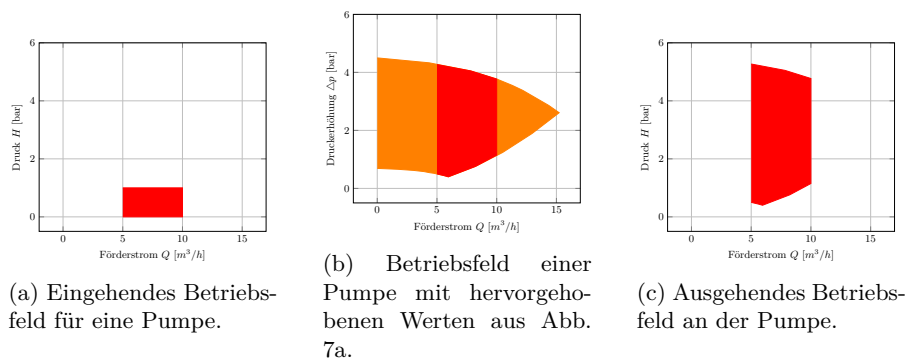 6
4
2
0
0
5
10
15
Druck H [bar]
Förderstrom Q [m³/h]
(a) Eingehendes Betriebs-
feld für eine Pumpe.
6
4
2
0
0
5
10
15
Druckerhöhung △p [bar]
Förderstrom Q [m³/h]
(b) Betriebsfeld einer
Pumpe mit hervorgeho-
benen Werten aus Abb.
7a.
6
4
2
0
0
5
10
15
Druck H [bar]
Förderstrom Q [m³/h]
(c) Ausgehendes Betriebs-
feld an der Pumpe.